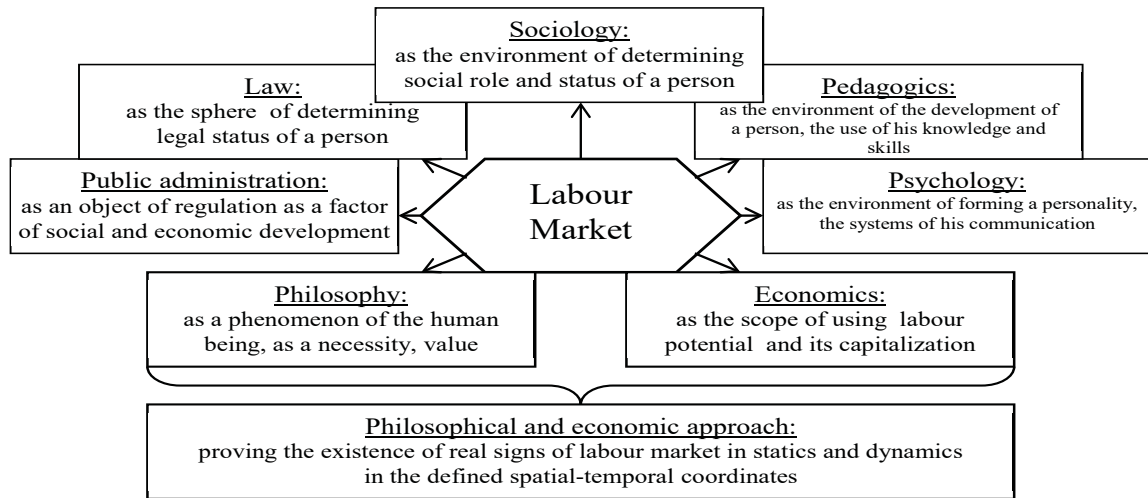 Sociology:
as the environment of determining
social role and status of a person
Law:
as the sphere of determining
legal status of a person
Pedagogics:
as the environment of the development of
a person, the use of his knowledge and
skills
Public administration:
as an object of regulation as a factor
of social and economic development
Labour
Market
Psychology:
as the environment of forming a personality,
the systems of his communication
Philosophy:
as a phenomenon of the human
being, as a necessity, value
Economics:
as the scope of using labour
potential and its capitalization
Philosophical and economic approach:
proving the existence of real signs of labour market in statics and dynamics
in the defined spatial-temporal coordinates